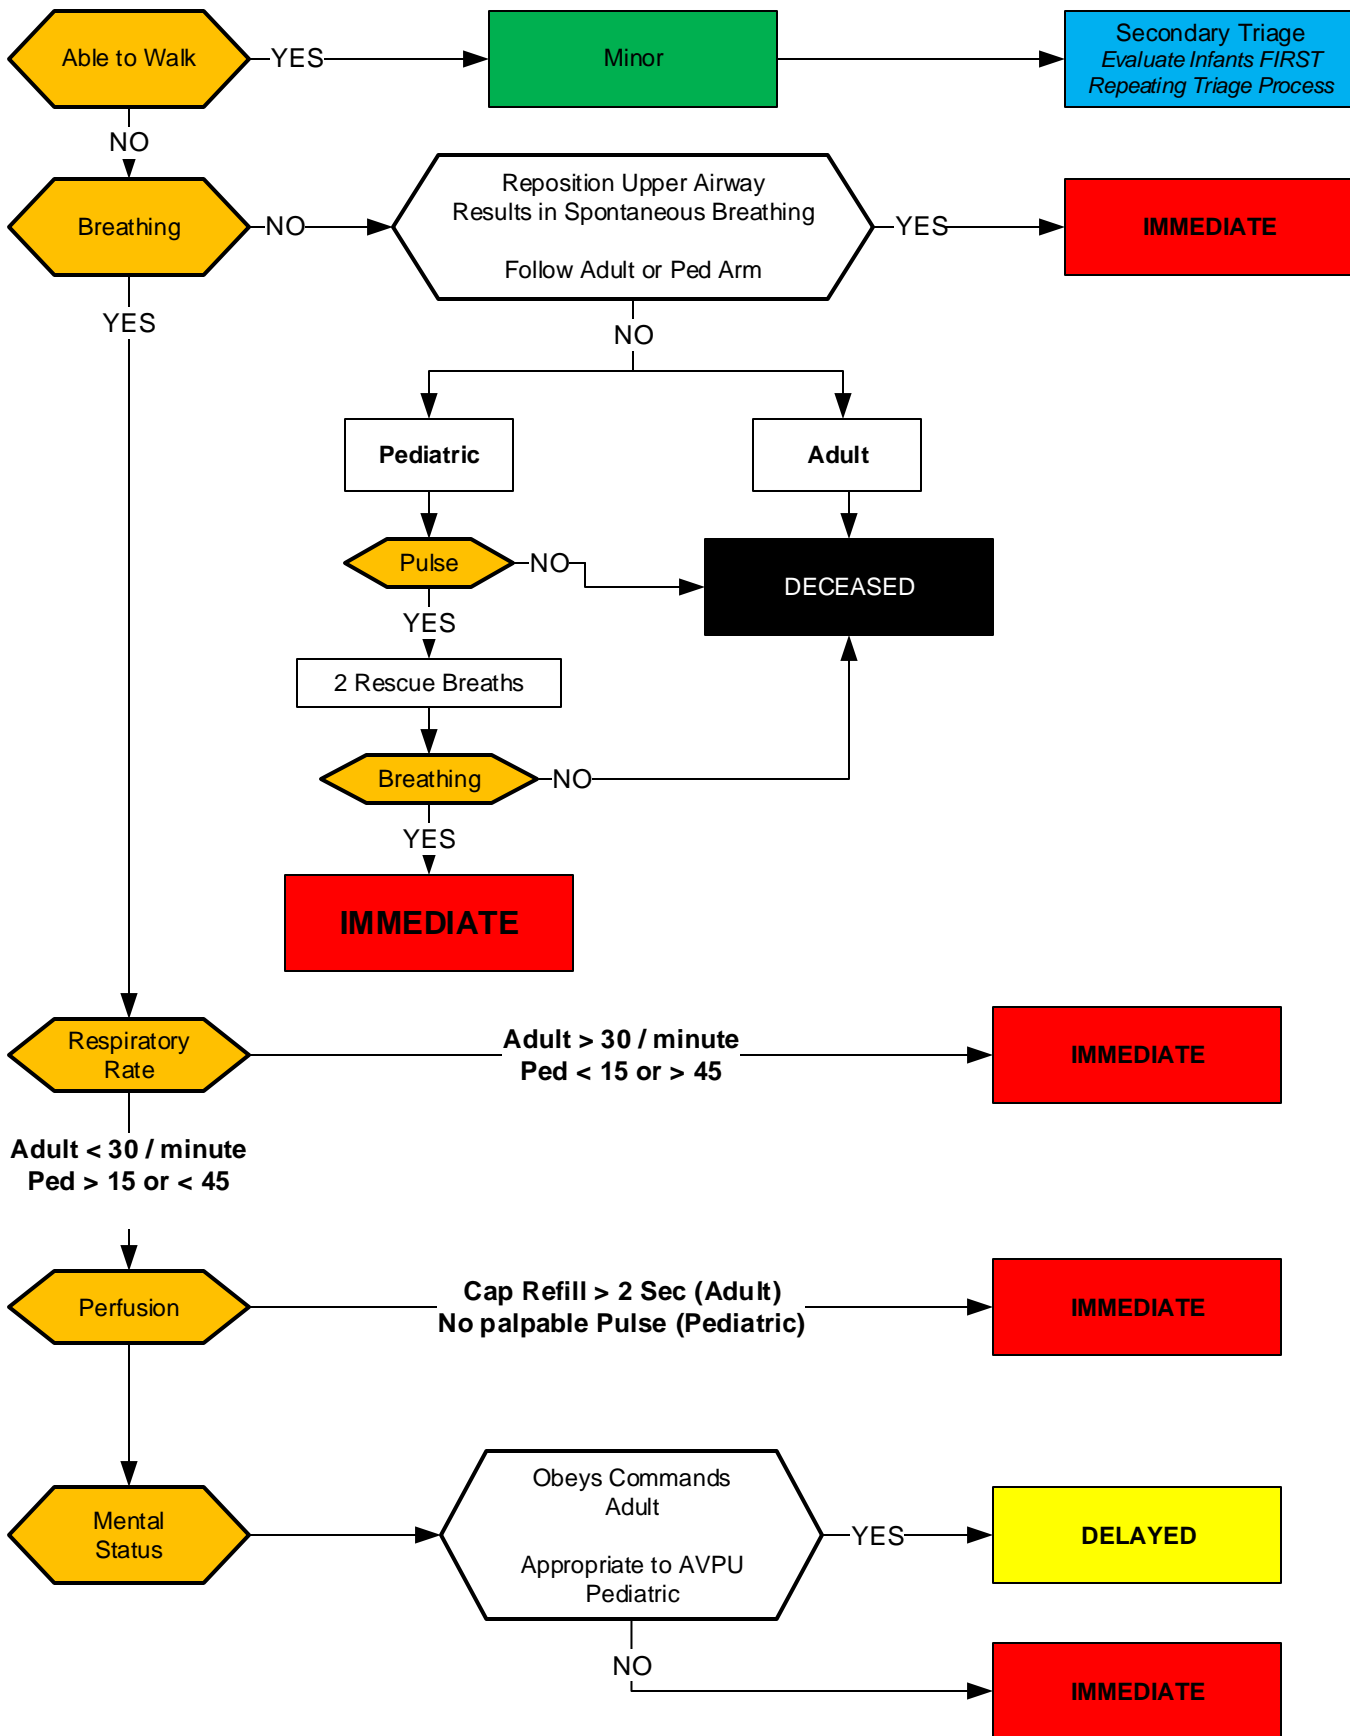 Able to Walk
YES
Minor
Secondary Triage
Evaluate Infants FIRST
Repeating Triage Process
NO
Breathing
NO
Reposition Upper Airway
Results in Spontaneous Breathing
Follow Adult or Ped Arm
YES
IMMEDIATE
YES
NO
Pediatric
Adult
Pulse
NO
DECEASED
YES
2 Rescue Breaths
Breathing
NO
YES
IMMEDIATE
Respiratory
Rate
Adult > 30 / minute
Ped < 15 or > 45
IMMEDIATE
Adult < 30 / minute
Ped > 15 or < 45
Perfusion
Cap Refill > 2 Sec (Adult)
No palpable Pulse (Pediatric)
IMMEDIATE
Mental
Status
Obeys Commands
Adult
Appropriate to AVPU
Pediatric
YES
DELAYED
NO
IMMEDIATE